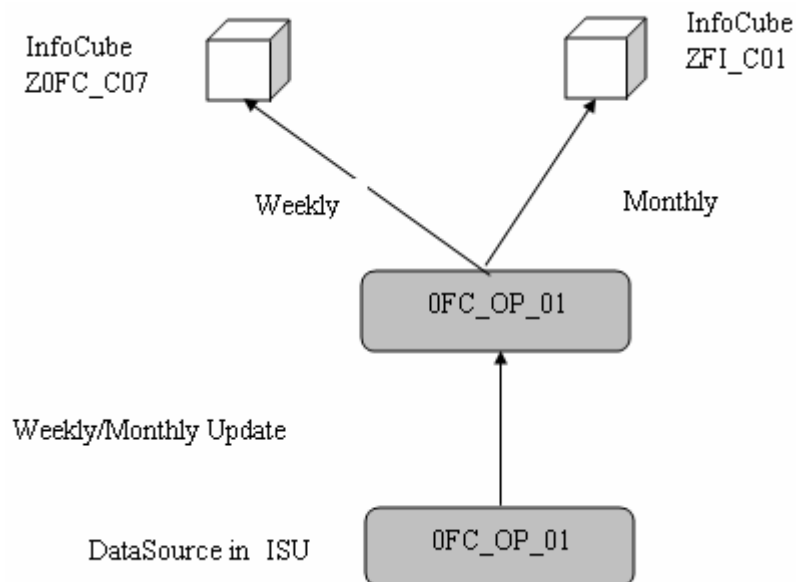 InfoCube
Z0FC_C07
InfoCube
ZFI_C01
Weekly
Monthly
0FC_OP_01
Weekly/Monthly Update
DataSource in ISU
0FC_OP_01